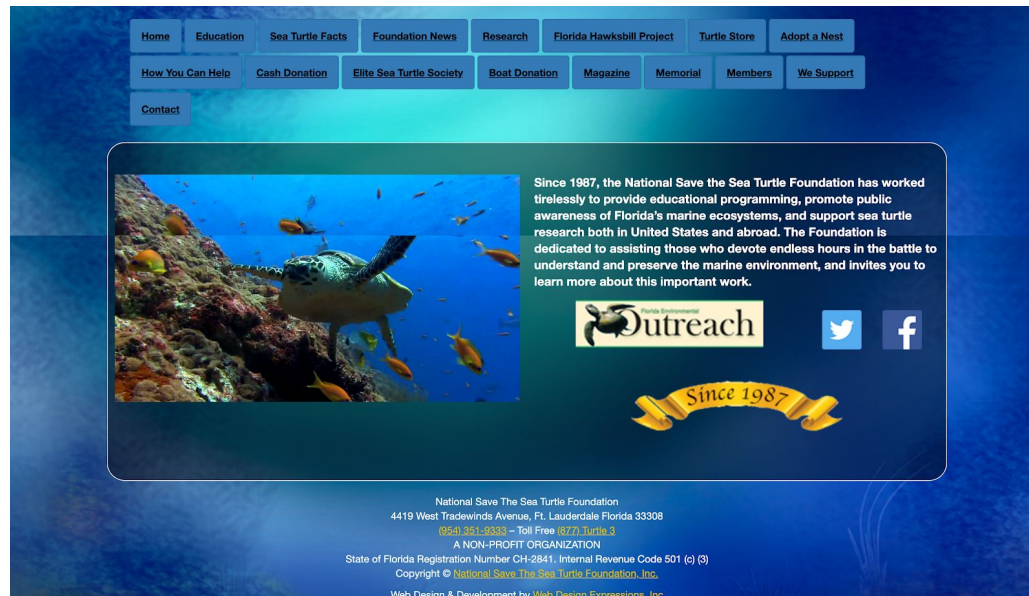 Home Education Sea Turtle Facts Foundation News Research Florida Hawksbill Project Turtle Store Adopt a Nest
How You Can Help Cash Donation Elite Sea Turtle Society Boat Donation Magazine Memorial Members We Support
Contact
Since 1987, the National Save the Sea Turtle Foundation has worked
tirelessly to provide educational programming, promote public
awareness of Florida's marine ecosystems, and support sea turtle
research both in United States and abroad. The Foundation is
dedicated to assisting those who devote endless hours in the battle to
understand and preserve the marine environment, and invites you to
learn more about this important work.
Florida Environmental
Outreach
Since 1987
National Save The Sea Turtle Foundation
4419 West Tradewinds Avenue, Ft. Lauderdale Florida 33308
(954) 351-9333 – Toll Free (877) Turtle 3
A NON-PROFIT ORGANIZATION
State of Florida Registration Number CH-2841. Internal Revenue Code 501 (c) (3)
Copyright © National Save The Sea Turtle Foundation, Inc.
Web Design & Development by Web Design Expressions, Inc